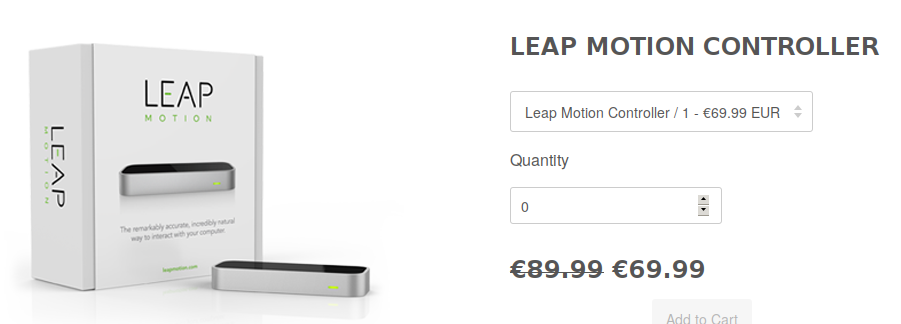 LEAP MOTION CONTROLLER
LEAP
MOTION
LEAP
MOTION
Leap Motion Controller / 1 - €69.99 EUR
Quantity
0
The remarkably accurate, incredibly natural
way to interact with your computer.
leapmotion.com
€89.99 €69.99
Add to Cart